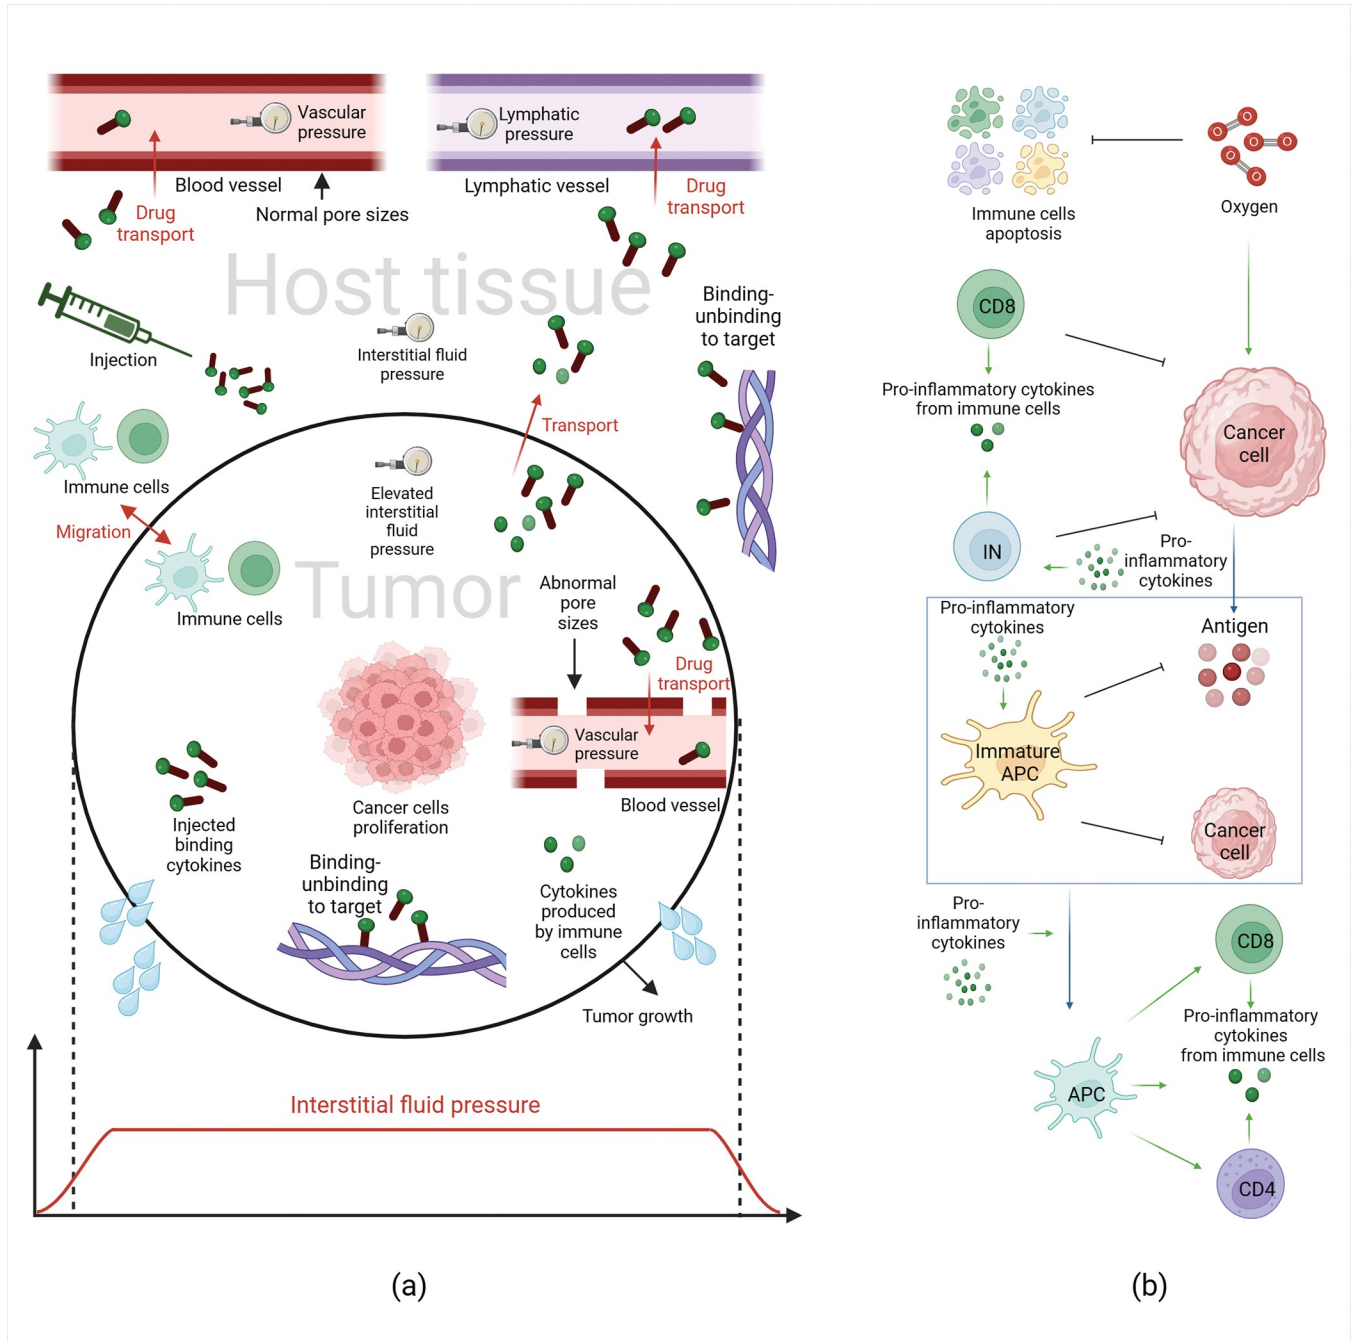 Vascular
pressure
Blood vessel
Normal pore sizes
Drug
transport
Lymphatic
pressure
Lymphatic vessel
Drug
transport
Host tissue
Injection
Interstitial fluid
pressure
Binding-
unbinding
to target
Immune cells
Migration
Immune cells
Transport
Elevated
interstitial
fluid
pressure
Tumor
Abnormal
pore
sizes
Drug
transport
Vascular
pressure
Blood vessel
Cancer cells
proliferation
Injected
binding
cytokines
Binding-
unbinding
to target
Cytokines
produced
by immune
cells
Tumor growth
Interstitial fluid pressure
(a)
Immune cells
apoptosis
O
O
O
O
O
O
Oxygen
CD8
Pro-inflammatory cytokines
from immune cells
Cancer
cell
IN
Pro-
inflammatory
cytokines
Pro-inflammatory
cytokines
Antigen
Immature
APC
Cancer
cell
Pro-
inflammatory
cytokines
CD8
Pro-inflammatory
cytokines
from immune cells
APC
CD4
(b)